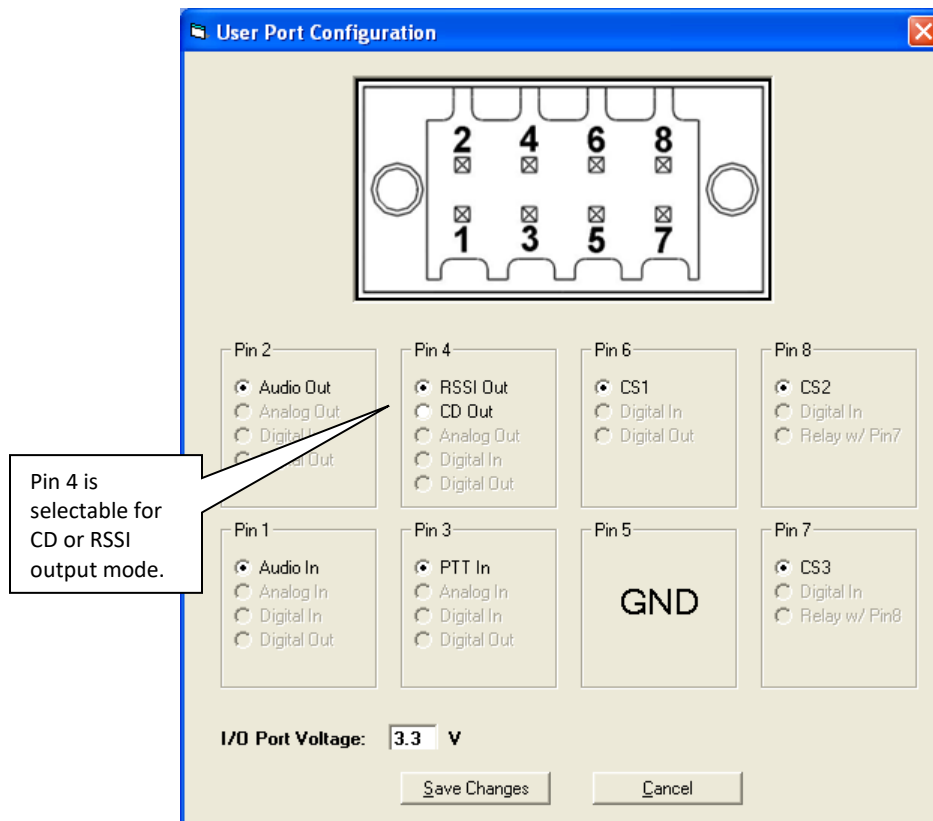 User Port Configuration
2 4 6 8
1 3 5 7
Pin 2
Audio Out
Analog Out
Digital
Out
Pin 4
RSSI Out
CD Out
Analog Out
Digital In
Digital Out
Pin 6
CS1
Digital In
Digital Out
Pin 8
CS2
Digital In
Relay w/ Pin7
Pin 4 is
selectable for
CD or RSSI
output mode.
Pin 1
Audio In
Analog In
Digital In
Digital Out
Pin 3
PTT In
Analog In
Digital In
Digital Out
Pin 5
GND
Pin 7
CS3
Digital In
Relay w/ Pin8
I/O Port Voltage: 3.3 V
Save Changes
Cancel